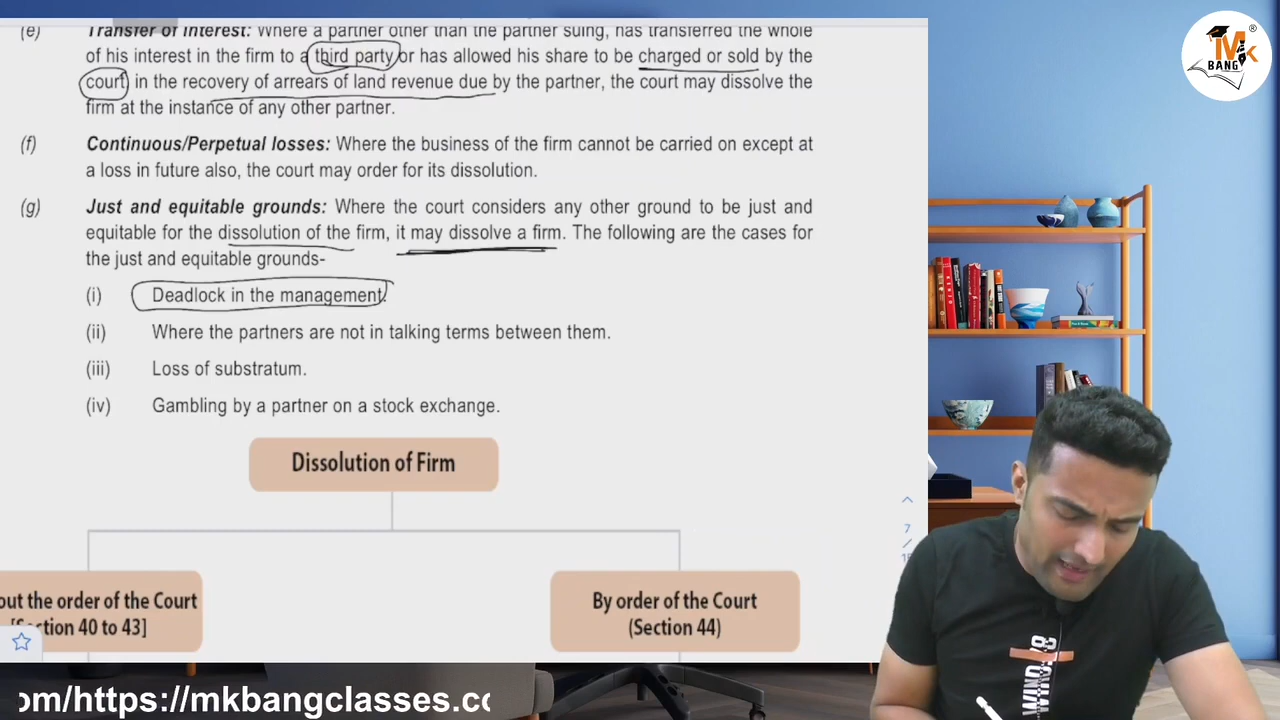 (e) Transfer of Interest: Where a partner other than the partner suing, has transferred the whole
of his interest in the firm to a third party or has allowed his share to be charged or sold by the
court in the recovery of arrears of land revenue due by the partner, the court may dissolve the
firm at the instance of any other partner.
(f) Continuous/Perpetual losses: Where the business of the firm cannot be carried on except at
a loss in future also, the court may order for its dissolution.
(g) Just and equitable grounds: Where the court considers any other ground to be just and
equitable for the dissolution of the firm, it may dissolve a firm. The following are the cases for
the just and equitable grounds-
(i) Deadlock in the management.
(ii) Where the partners are not in talking terms between them.
(iii) Loss of substratum.
(iv) Gambling by a partner on a stock exchange.
Dissolution of Firm
out the order of the Court
[Section 40 to 43]
By order of the Court
(Section 44)
7
/
MK
BANG
®
om/https://mkbangclasses.co